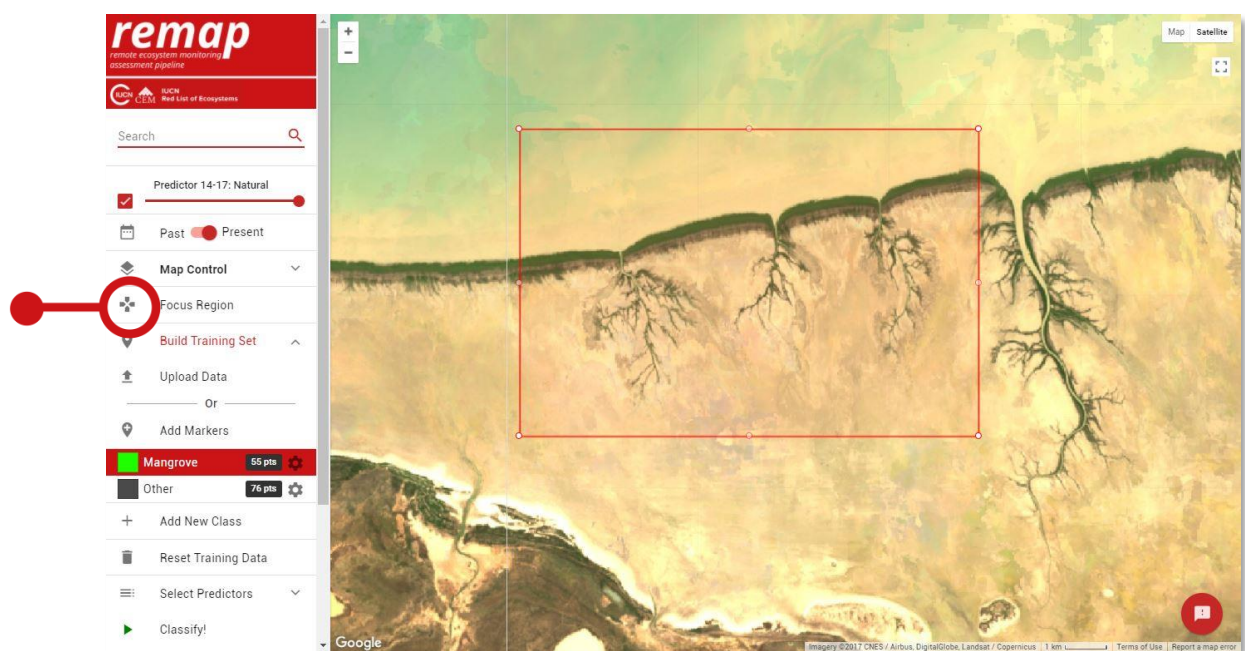 remap
remote ecosystem monitoring
assessment pipeline
IUCN CEM IUCN
Red List of Ecosystems
Search
Predictor 14-17: Natural
Past Present
Map Control
Focus Region
Build Training Set
Upload Data
Or
Add Markers
Mangrove 55 pts
Other 76 pts
Add New Class
Reset Training Data
Select Predictors
Classify!
+
−
Map Satellite
Google
Imagery ©2017 CNES / Airbus, DigitalGlobe, Landsat / Copernicus 1 km Terms of Use Report a map error